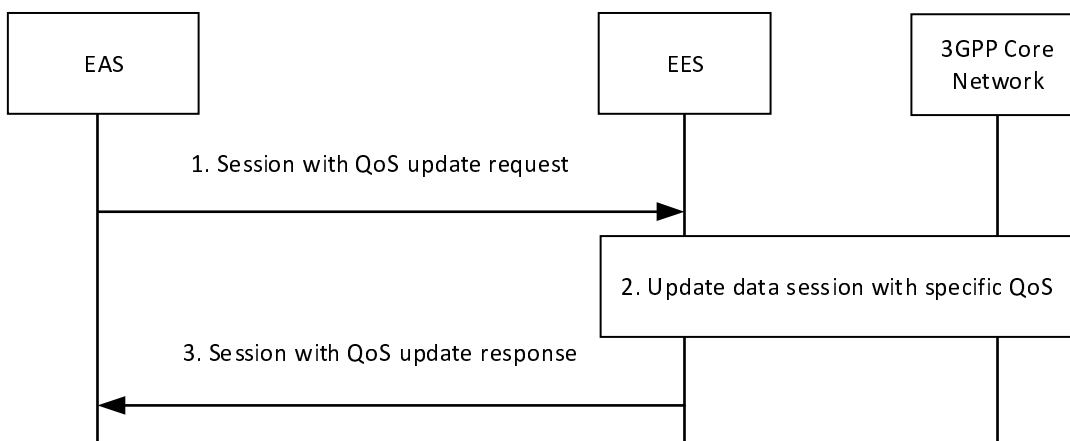 EAS
EES
3GPP Core
Network
1. Session with QoS update request
2. Update data session with specific QoS
3. Session with QoS update response